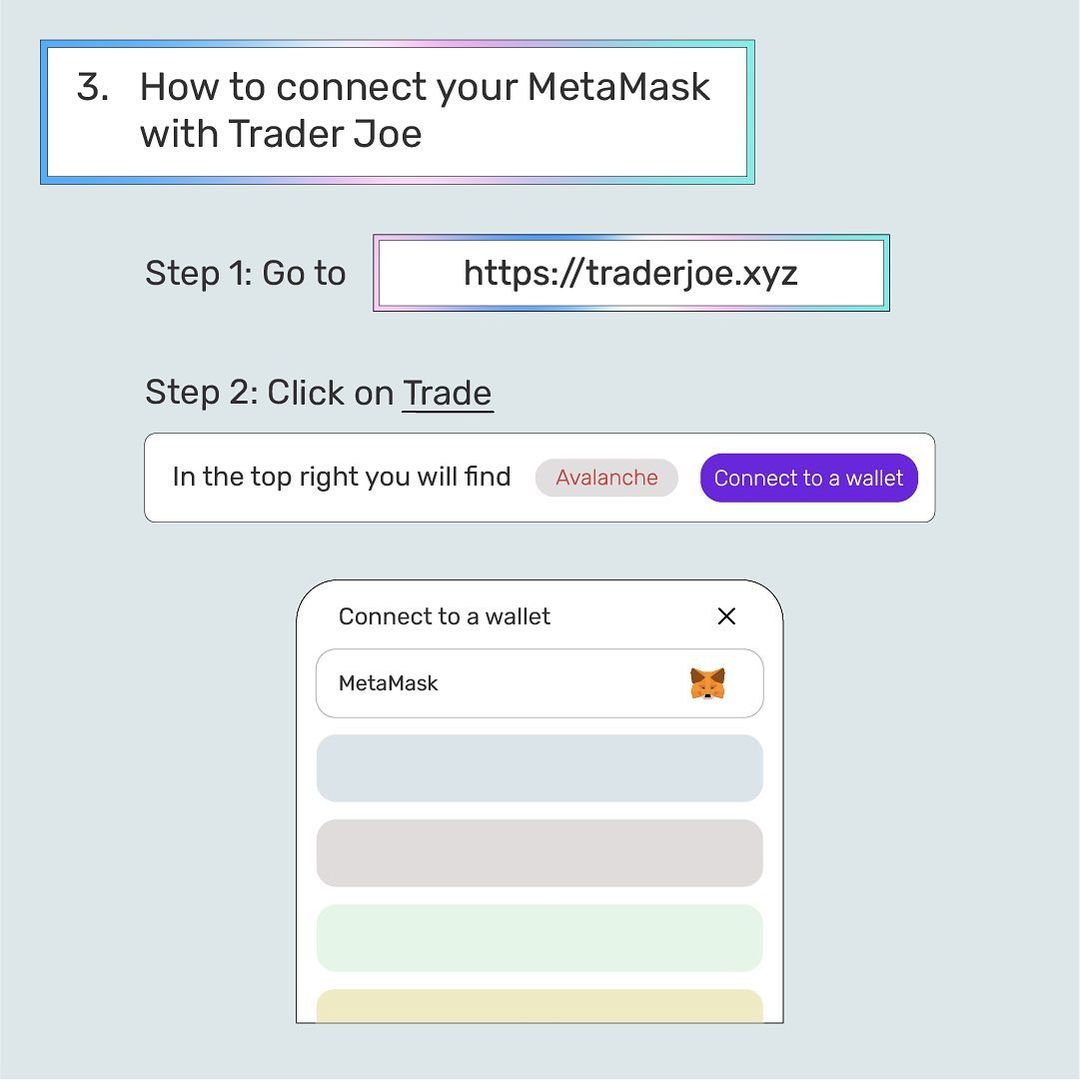 3. How to connect your MetaMask
with Trader Joe
Step 1: Go to https://traderjoe.xyz
Step 2: Click on Trade
In the top right you will find Avalanche Connect to a wallet
Connect to a wallet
MetaMask